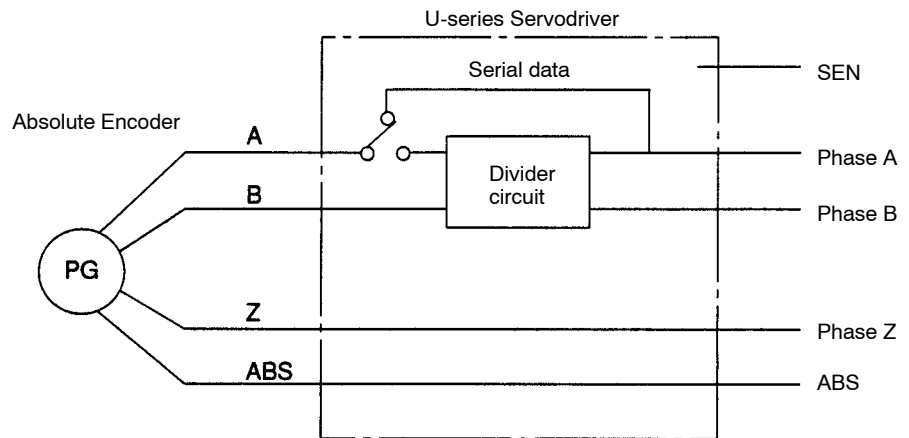 U-series Servodriver
Serial data
SEN
Absolute Encoder
A
Phase A
Divider
circuit
B
Phase B
PG
Z
Phase Z
ABS
ABS